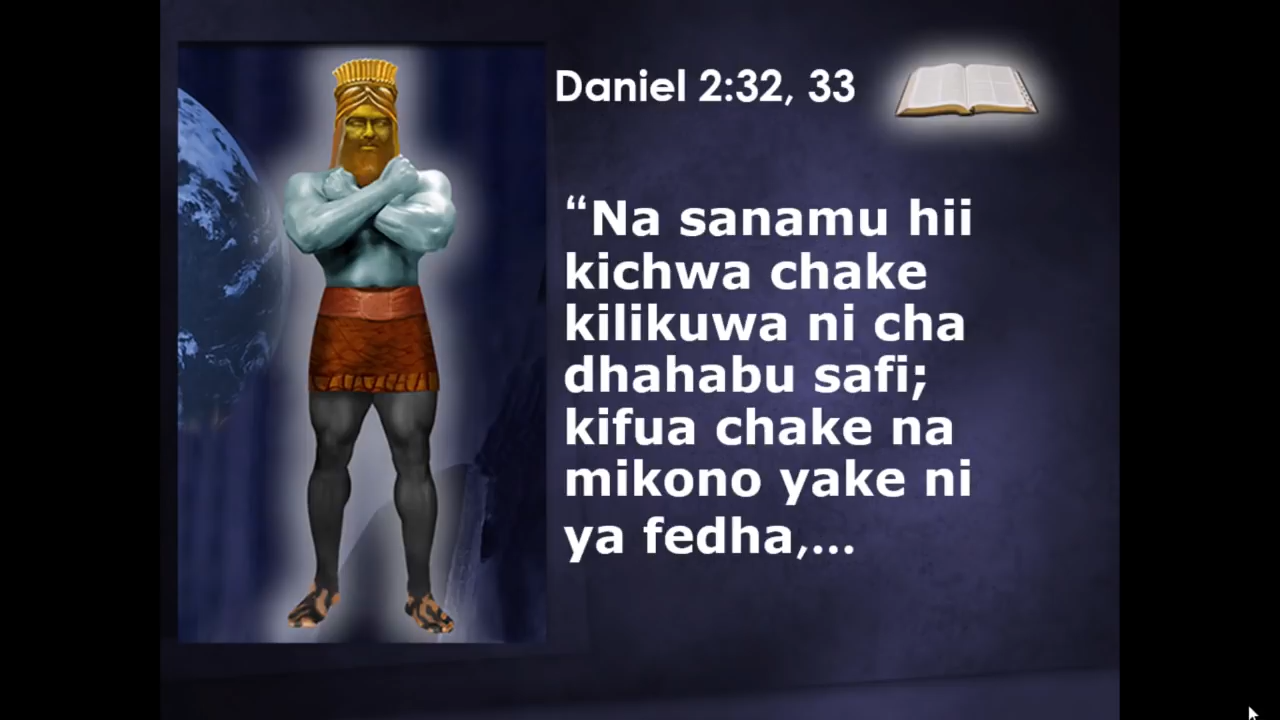 Daniel 2:32, 33
“Na sanamu hii
kichwa chake
kilikuwa ni cha
dhahabu safi;
kifua chake na
mikono yake ni
ya fedha,...